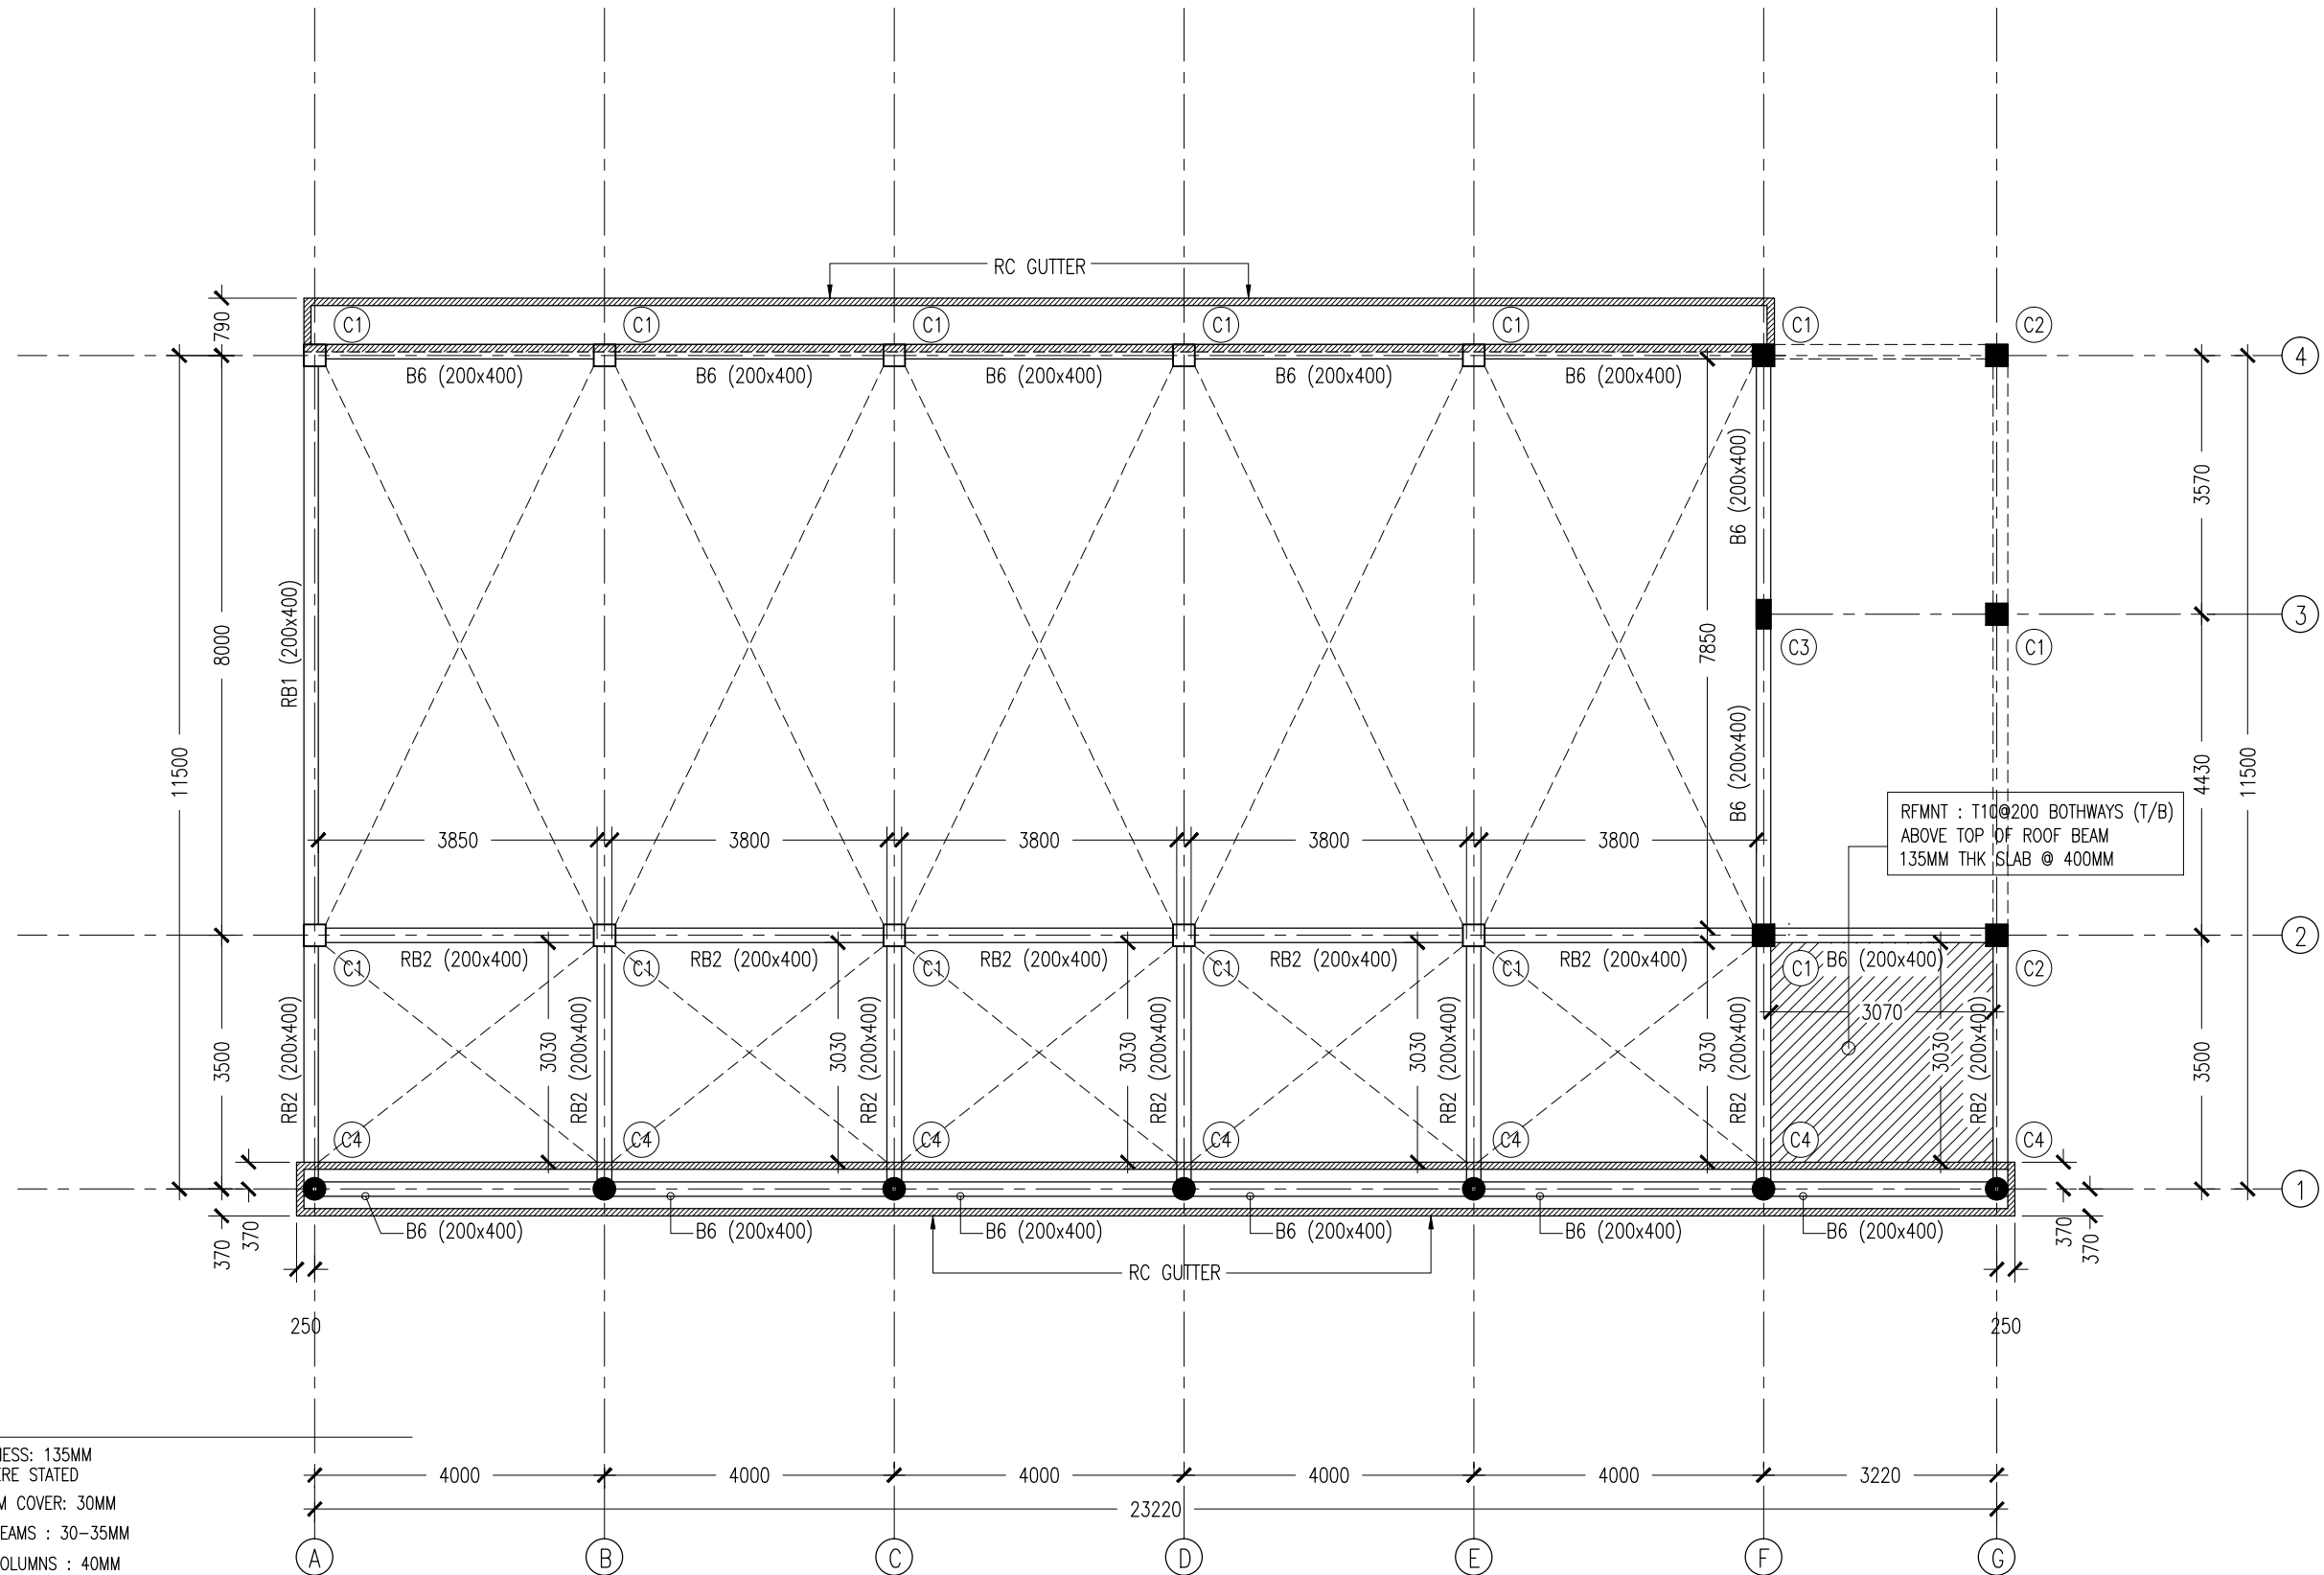 RC GUTTER
790
C1
C1
C1
C1
C1
C1
C2
4
B6 (200x400)
B6 (200x400)
B6 (200x400)
B6 (200x400)
B6 (200x400)
B6 (200x400)
3570
3
RB1 (200x400)
8000
7850
C3
C1
11500
B6 (200x400)
4430
11500
RFMNT : T10@200 BOTHWAYS (T/B)
ABOVE TOP OF ROOF BEAM
135MM THK SLAB @ 400MM
3850
3800
3800
3800
3800
2
RB2 (200x400)
RB2 (200x400)
RB2 (200x400)
RB2 (200x400)
RB2 (200x400)
B6 (200x400)
C1
C1
C1
C1
C1
C1
C2
3070
3500
RB2 (200x400)
3030
RB2 (200x400)
3030
RB2 (200x400)
3030
RB2 (200x400)
3030
RB2 (200x400)
3030
RB2 (200x400)
3030
RB2 (200x400)
3500
C4
C4
C4
C4
C4
C4
C4
1
370
370
B6 (200x400)
B6 (200x400)
B6 (200x400)
B6 (200x400)
B6 (200x400)
B6 (200x400)
370
370
RC GUTTER
250
250
135MM
STATED
COVER: 30MM
: 30-35MM
: 40MM
4000
4000
4000
4000
4000
3220
23220
A
B
C
D
E
F
G